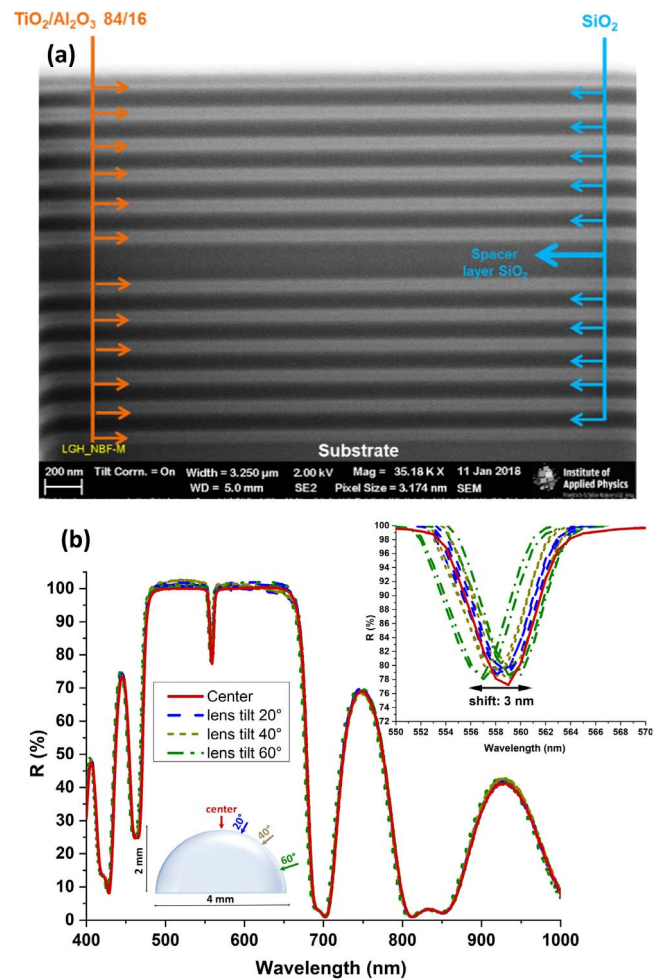 TiO₂/Al₂O₃ 84/16
SiO₂
(a)
Spacer
layer SiO₂
LGH_NBF-M
Substrate
200 nm
Tilt Corrn. = On
Width = 3.250 µm
2.00 kV
Mag = 35.18 K X
11 Jan 2018
WD = 5.0 mm
SE2
Pixel Size = 3.174 nm
SEM
Institute of
Applied Physics
(b)
R (%)
100
90
80
70
60
50
40
30
20
10
0
Center
lens tilt 20°
lens tilt 40°
lens tilt 60°
center
20°
40°
60°
2 mm
4 mm
400 500 600 700 800 900 1000
Wavelength (nm)
R (%)
100
98
96
94
92
90
88
86
84
82
80
78
76
74
72
shift: 3 nm
550 552 554 556 558 560 562 564 566 568 570
Wavelength (nm)